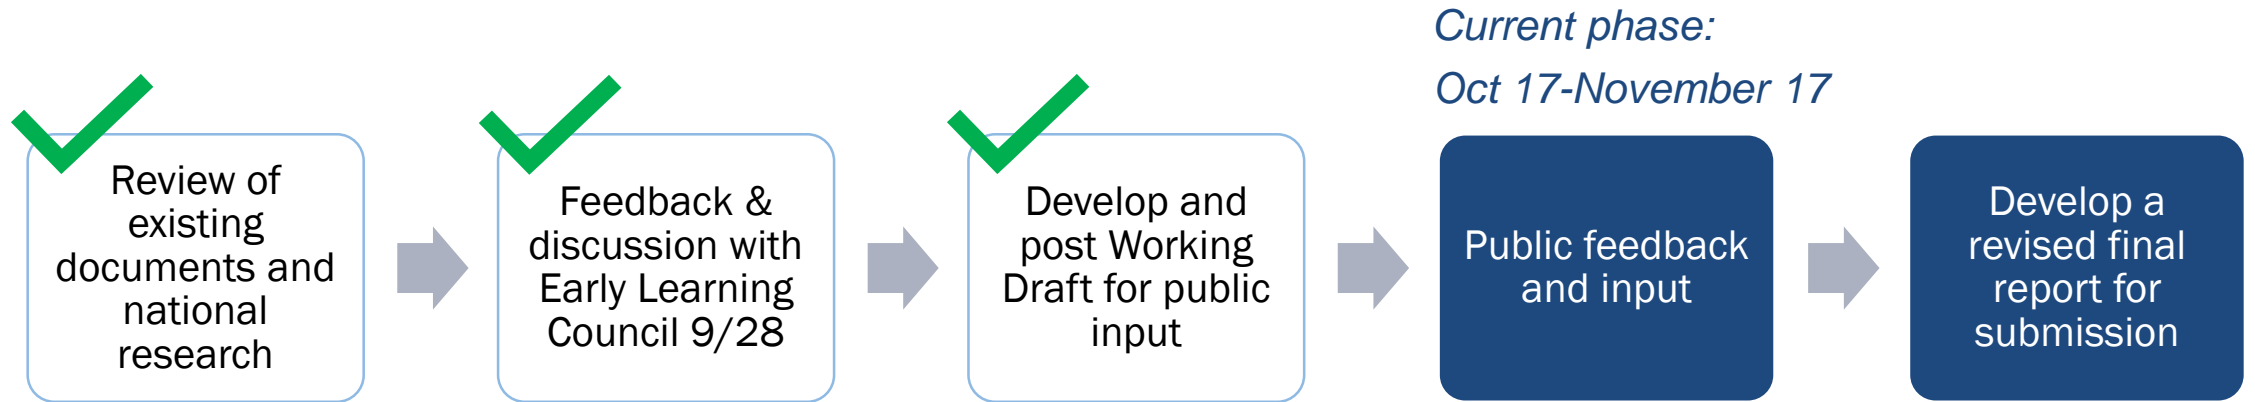 Current phase:
Oct 17-November 17
Review of
existing
documents and
national
research
Feedback &
discussion with
Early Learning
Council 9/28
Develop and
post Working
Draft for public
input
Public feedback
and input
Develop a
revised final
report for
submission